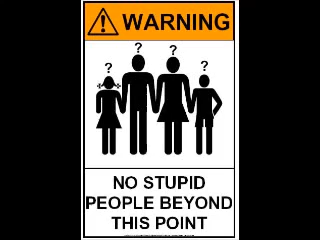 WARNING
? ? ? ?
NO STUPID
PEOPLE BEYOND
THIS POINT